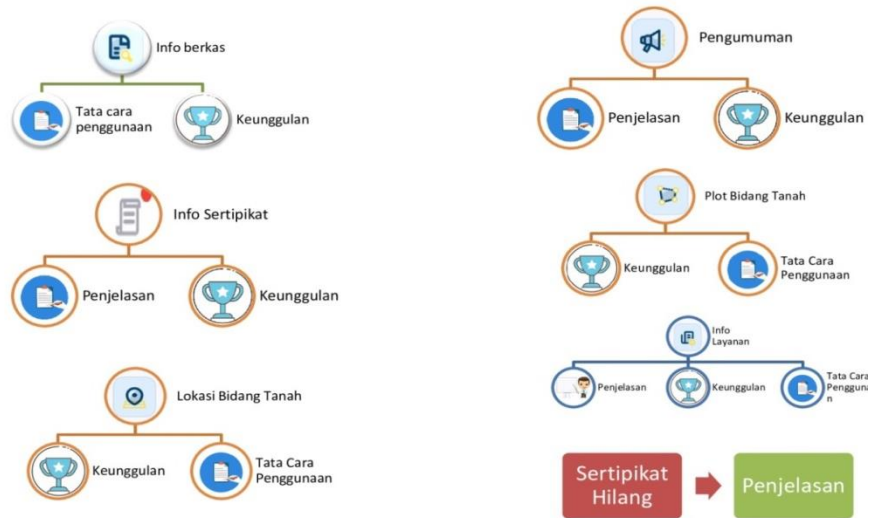 Info berkas
Tata cara
penggunaan
Keunggulan
Info Sertipikat
Penjelasan
Keunggulan
Lokasi Bidang Tanah
Keunggulan
Tata Cara
Penggunaan
Pengumuman
Penjelasan
Keunggulan
Plot Bidang Tanah
Keunggulan
Tata Cara
Penggunaan
Info
Layanan
Penjelasan
Keunggulan
Tata Cara
Pengguna
n
Sertipikat
Hilang
Penjelasan